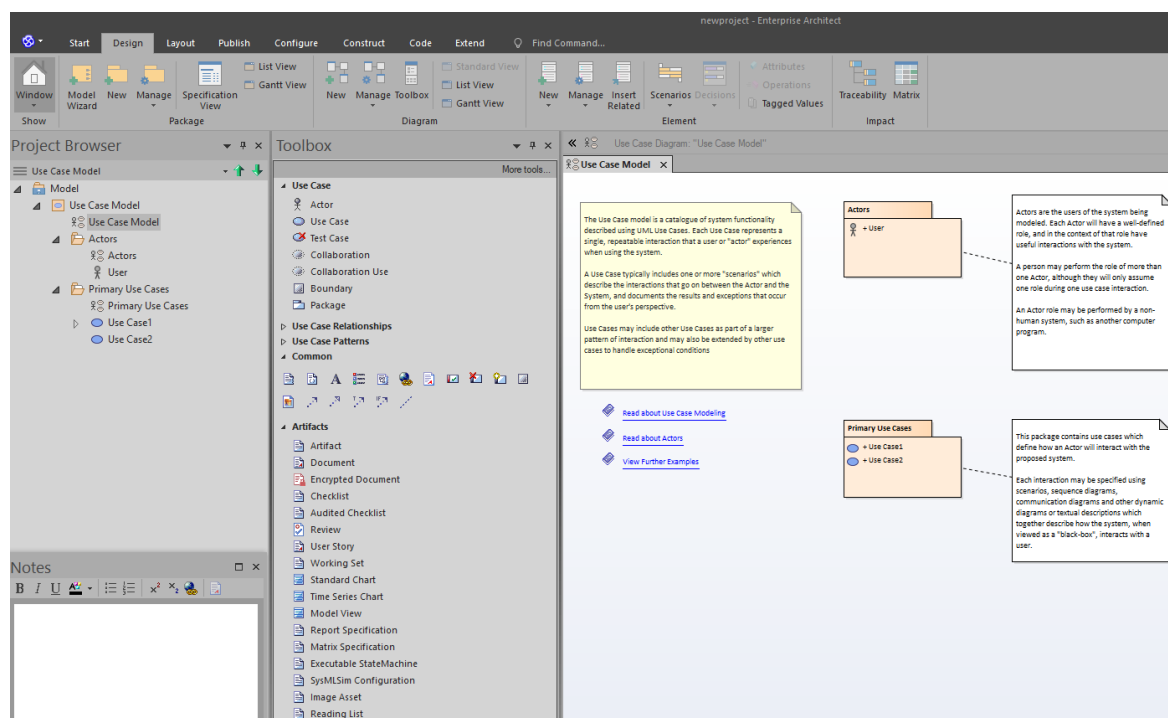 newproject - Enterprise Architect
Start Design Layout Publish Configure Construct Code Extend Find Command...
Window
Show
Model Wizard
New
Manage
Specification View
List View
Gantt View
Package
New
Manage
Toolbox
Standard View
List View
Gantt View
Diagram
New
Manage
Insert Related
Scenarios
Decisions
Attributes
Operations
Tagged Values
Element
Traceability
Matrix
Impact
Project Browser
Use Case Model
Model
Use Case Model
Use Case Model
Actors
Actors
User
Primary Use Cases
Primary Use Cases
Use Case1
Use Case2
Notes
B I U
Toolbox
More tools...
Use Case
Actor
Use Case
Test Case
Collaboration
Collaboration Use
Boundary
Package
Use Case Relationships
Use Case Patterns
Common
Artifacts
Artifact
Document
Encrypted Document
Checklist
Audited Checklist
Review
User Story
Working Set
Standard Chart
Time Series Chart
Model View
Report Specification
Matrix Specification
Executable StateMachine
SysMLSim Configuration
Image Asset
Reading List
Use Case Diagram: "Use Case Model"
Use Case Model
The Use Case model is a catalogue of system functionality
described using UML Use Cases. Each Use Case represents a
single, repeatable interaction that a user or "actor" experiences
when using the system.
A Use Case typically includes one or more "scenarios" which
describe the interactions that go on between the Actor and the
System, and documents the results and exceptions that occur
from the user's perspective.
Use Cases may include other Use Cases as part of a larger
pattern of interaction and may also be extended by other use
cases to handle exceptional conditions
Read about Use Case Modeling
Read about Actors
View Further Examples
Actors
+ User
Actors are the users of the system being
modeled. Each Actor will have a well-defined
role, and in the context of that role have
useful interactions with the system.
A person may perform the role of more than
one Actor, although they will only assume
one role during one use case interaction.
An Actor role may be performed by a non-
human system, such as another computer
program.
Primary Use Cases
+ Use Case1
+ Use Case2
This package contains use cases which
define how an Actor will interact with the
proposed system.
Each interaction may be specified using
scenarios, sequence diagrams,
communication diagrams and other dynamic
diagrams or textual descriptions which
together describe how the system, when
viewed as a "black-box", interacts with a
user.